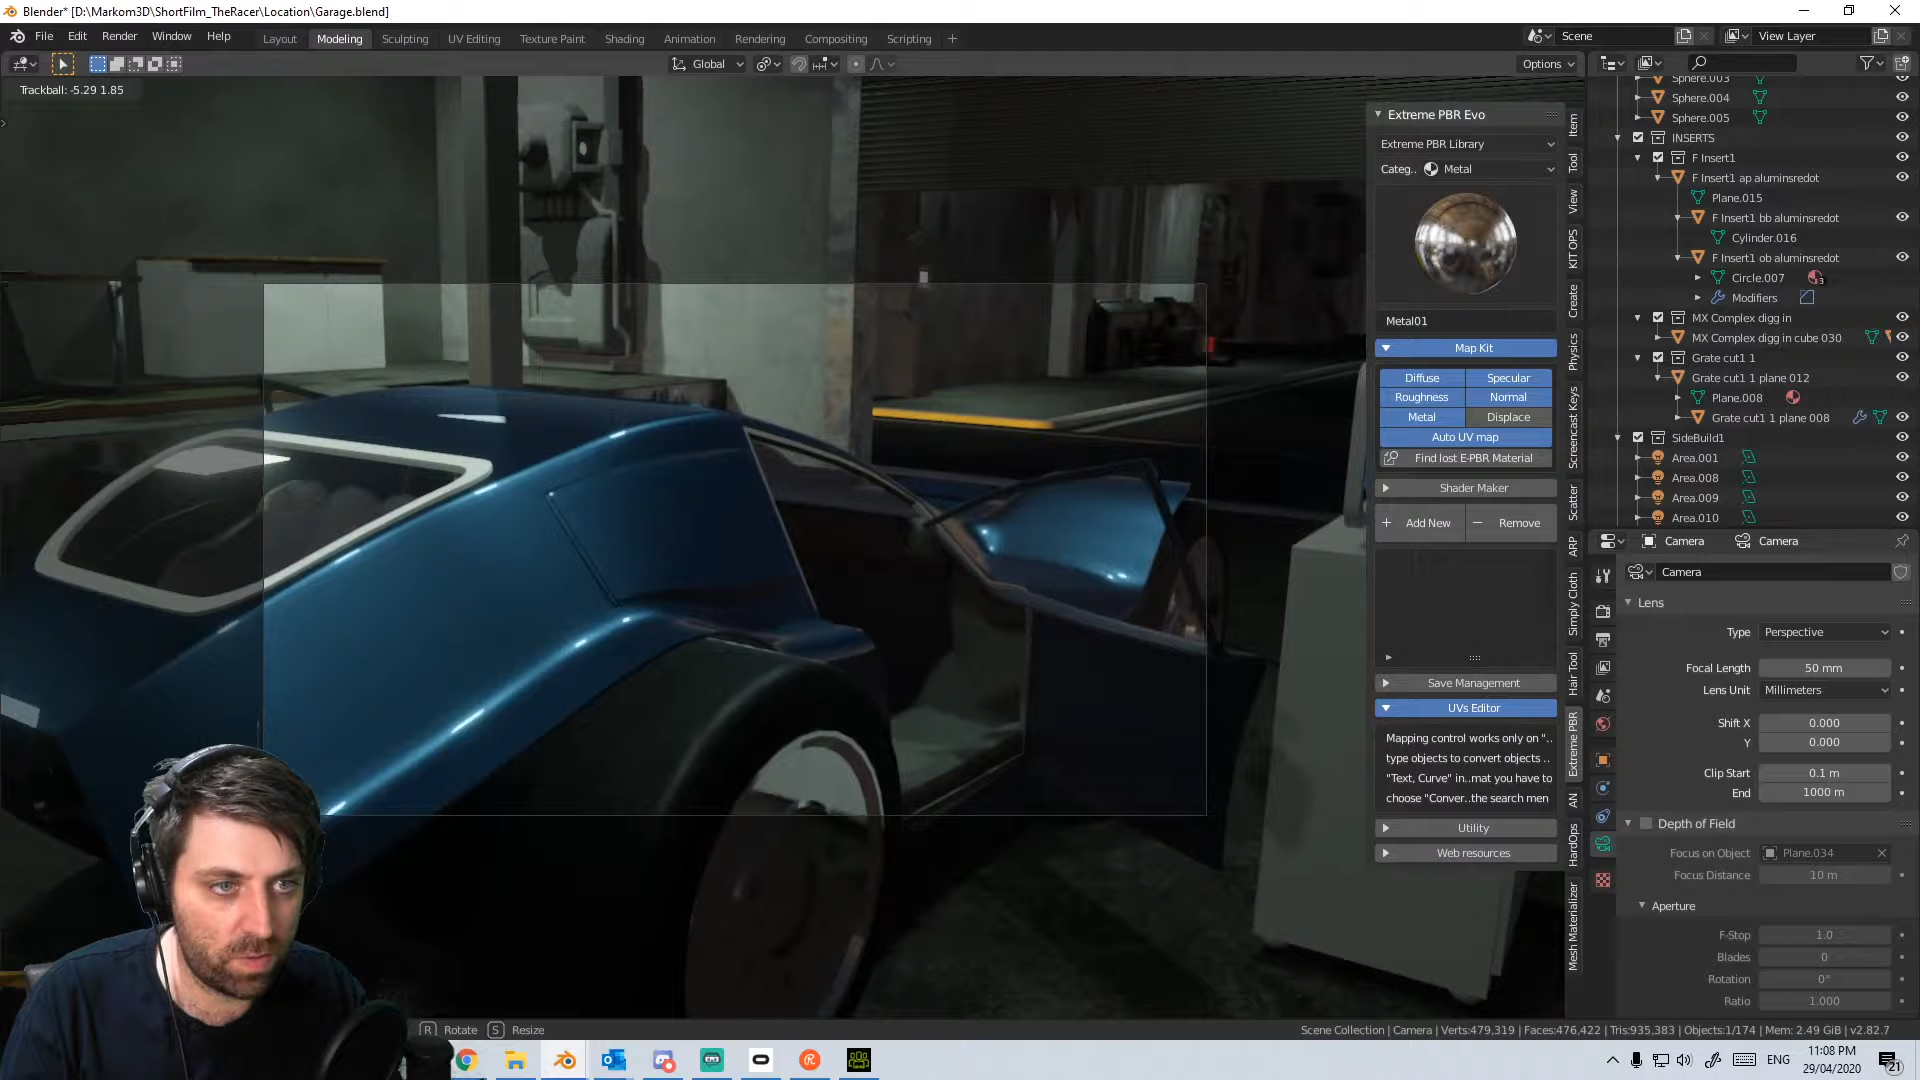 Blender* [D:\Markom3D\ShortFilm_TheRacer\Location\Garage.blend]
File Edit Render Window Help
Layout Modeling Sculpting UV Editing Texture Paint Shading Animation Rendering Compositing Scripting
Scene
View Layer
Global
Options
Trackball: -5.29 1.85
Extreme PBR Evo
Extreme PBR Library
Categ.. Metal
Metal01
Map Kit
Diffuse Specular
Roughness Normal
Metal Displace
Auto UV map
Find lost E-PBR Material
Shader Maker
Add New Remove
Save Management
UVs Editor
Mapping control works only on "..
type objects to convert objects ..
"Text, Curve" in..mat you have to
choose "Conver..the search men
Utility
Web resources
Item
Tool
View
KIT OPS
Create
Physics
Screencast Keys
Scatter
ARP
Simply Cloth
Hair Tool
Extreme PBR
AN
HardOps
Mesh Materializer
Sphere.003
Sphere.004
Sphere.005
INSERTS
F Insert1
F Insert1 ap aluminsredot
Plane.015
F Insert1 bb aluminsredot
Cylinder.016
F Insert1 ob aluminsredot
Circle.007 3
Modifiers
MX Complex digg in
MX Complex digg in cube 030
Grate cut1 1
Grate cut1 1 plane 012
Plane.008
Grate cut1 1 plane 008
SideBuild1
Area.001
Area.008
Area.009
Area.010
Camera Camera
Camera
Lens
Type Perspective
Focal Length 50 mm
Lens Unit Millimeters
Shift X 0.000
Y 0.000
Clip Start 0.1 m
End 1000 m
Depth of Field
Focus on Object Plane.034
Focus Distance 10 m
Aperture
F-Stop 1.0
Blades 0
Rotation 0°
Ratio 1.000
R Rotate S Resize
Scene Collection | Camera | Verts:479,319 | Faces:476,422 | Tris:935,383 | Objects:1/174 | Mem: 2.49 GiB | v2.82.7
ENG
11:08 PM
29/04/2020
21